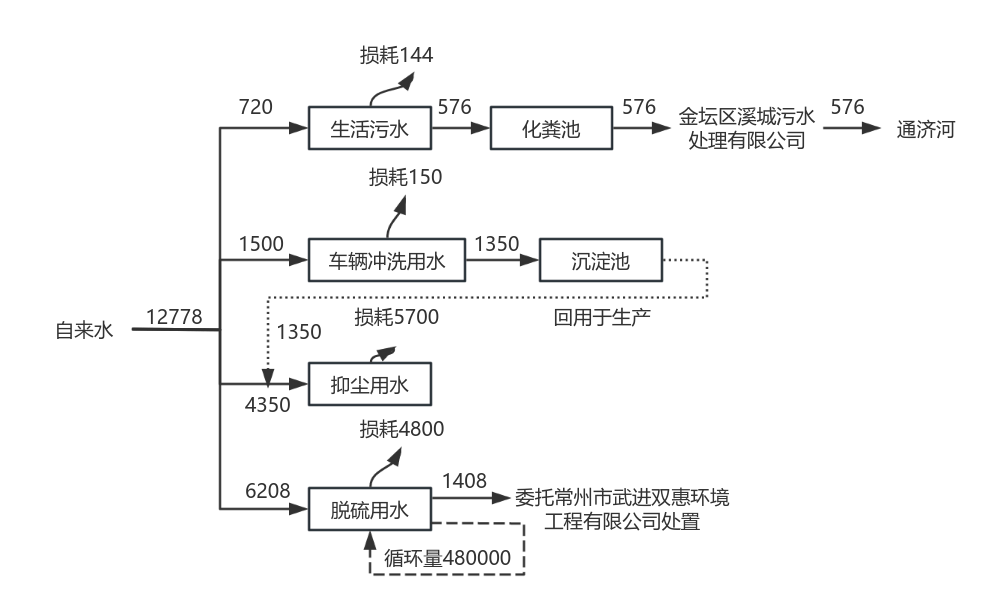 损耗144
720
生活污水
576
化粪池
576
金坛区溪城污水
处理有限公司
576
通济河
损耗150
1500
车辆冲洗用水
1350
沉淀池
自来水
12778
1350
损耗5700
回用于生产
抑尘用水
4350
损耗4800
6208
脱硫用水
1408
委托常州市武进双惠环境
工程有限公司处置
循环量480000